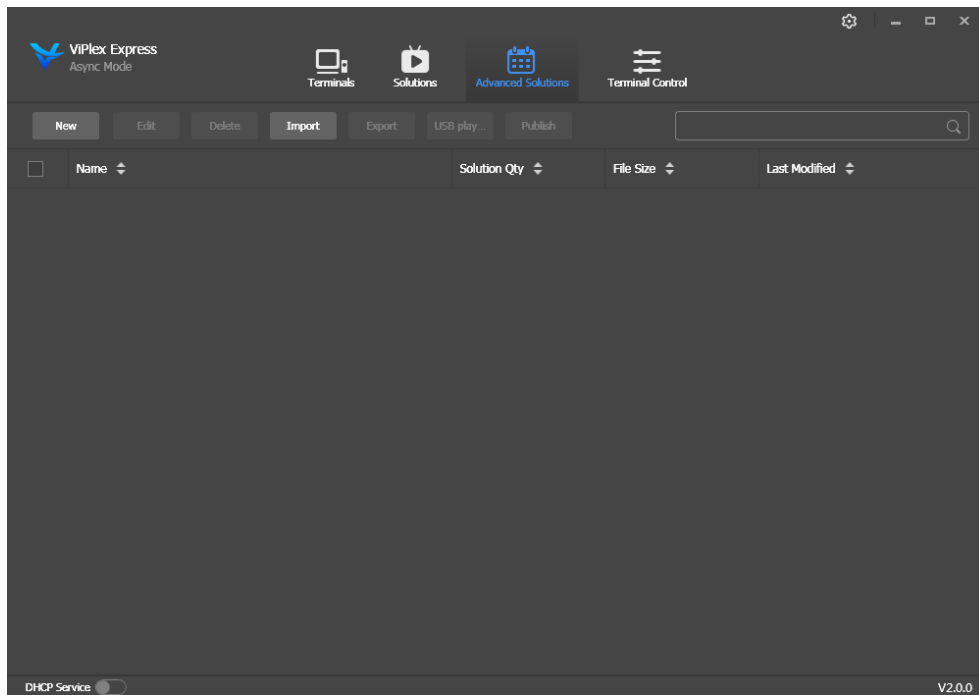 ViPlex Express
Async Mode
Terminals
Solutions
Advanced Solutions
Terminal Control
New
Edit
Delete
Import
Export
USB play...
Publish
Name
Solution Qty
File Size
Last Modified
DHCP Service
V2.0.0